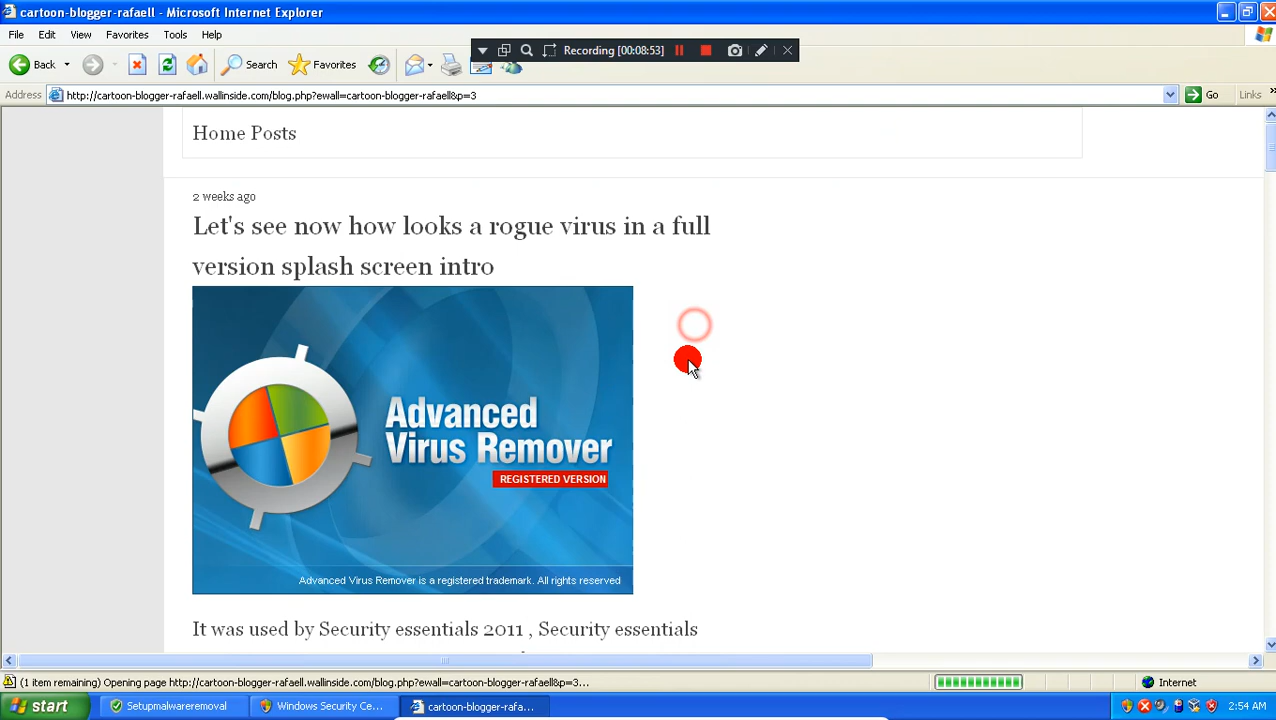 cartoon-blogger-rafaell - Microsoft Internet Explorer
File Edit View Favorites Tools Help
Recording [00:08:53]
Back Search Favorites
Address http://cartoon-blogger-rafaell.wallinside.com/blog.php?ewall=cartoon-blogger-rafaell&p=3 Go Links »
Home Posts
2 weeks ago
Let's see now how looks a rogue virus in a full
version splash screen intro
Advanced
Virus Remover
REGISTERED VERSION
Advanced Virus Remover is a registered trademark. All rights reserved
It was used by Security essentials 2011 , Security essentials
(1 item remaining) Opening page http://cartoon-blogger-rafaell.wallinside.com/blog.php?ewall=cartoon-blogger-rafaell&p=3... Internet
start Setupmalwareremoval Windows Security Ce... cartoon-blogger-rafa... 2:54 AM